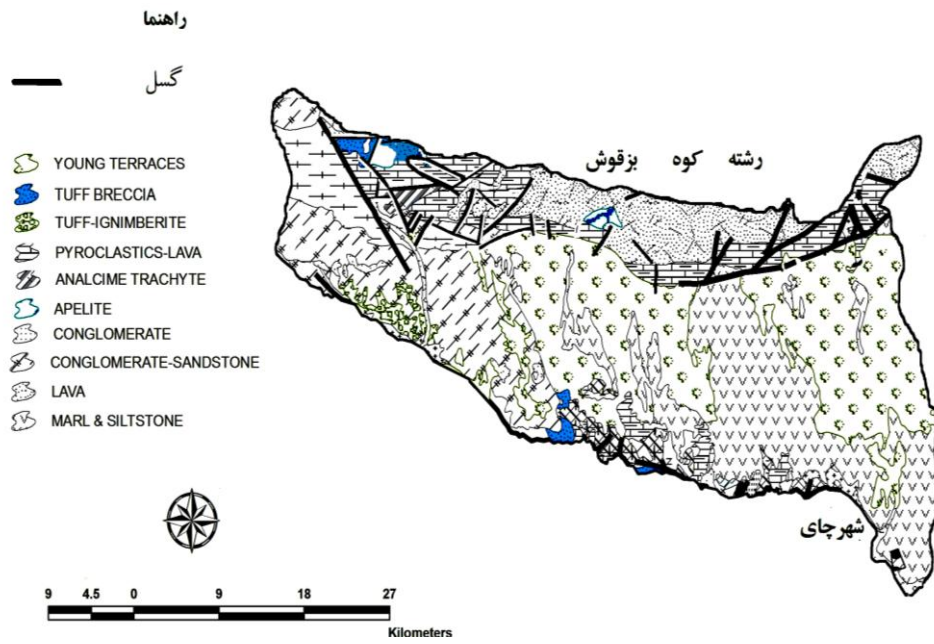 راهنما
گسل
YOUNG TERRACES
TUFF BRECCIA
TUFF-IGNIMBERITE
PYROCLASTICS-LAVA
ANALCIME TRACHYTE
APELITE
CONGLOMERATE
CONGLOMERATE-SANDSTONE
LAVA
MARL & SILTSTONE
رشته کوه بزقوش
شهرچای
9 4.5 0 9 18 27
Kilometers